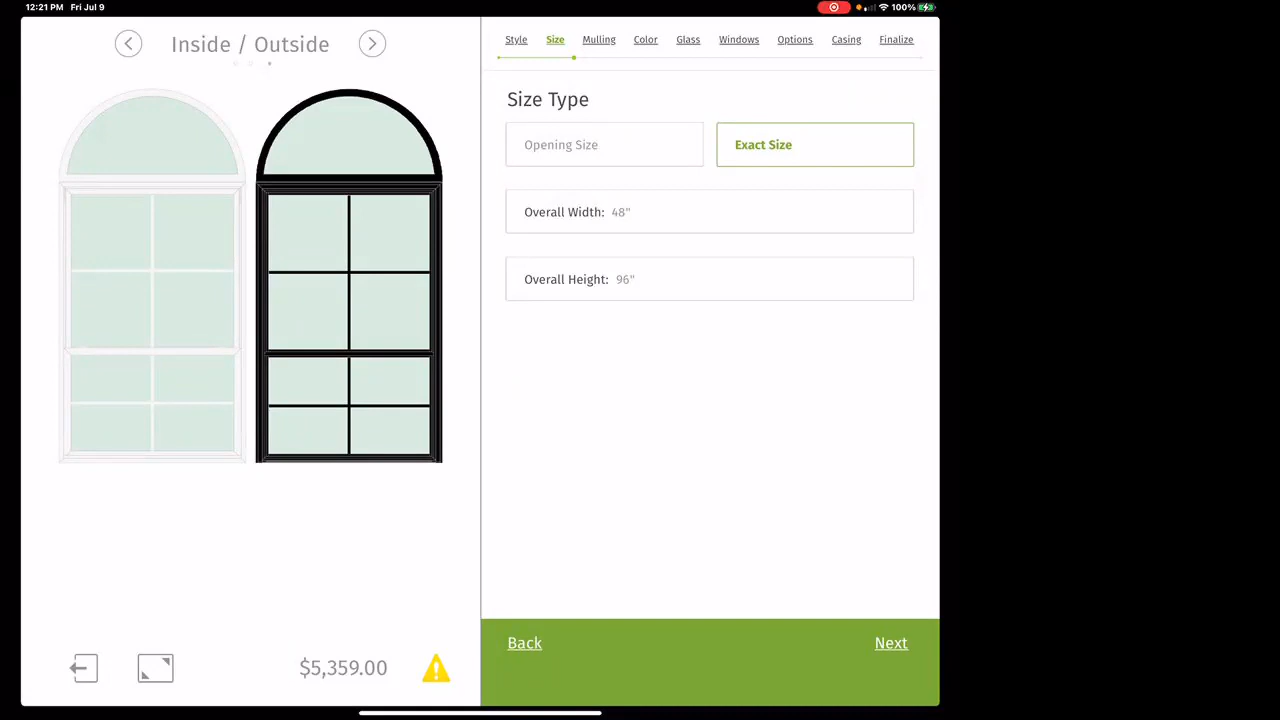 12:21 PM Fri Jul 9
100%
Inside / Outside
Style Size Mulling Color Glass Windows Options Casing Finalize
Size Type
Opening Size
Exact Size
Overall Width: 48"
Overall Height: 96"
Back
Next
$5,359.00